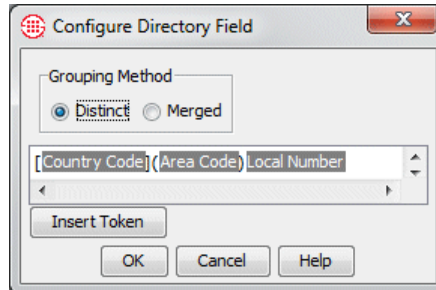 Configure Directory Field
Grouping Method
Distinct Merged
[Country Code](Area Code)Local Number
Insert Token
OK Cancel Help